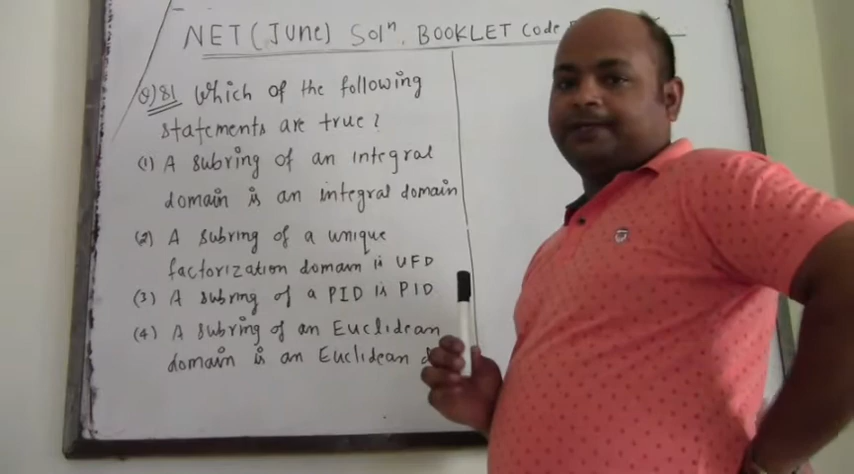 NET (June) Solⁿ. BOOKLET Code
Q) 81 Which of the following
statements are true?
(1) A subring of an integral
domain is an integral domain
(2) A subring of a unique
factorization domain is UFD
(3) A subring of a PID is PID
(4) A subring of an Euclidean
domain is an Euclidean